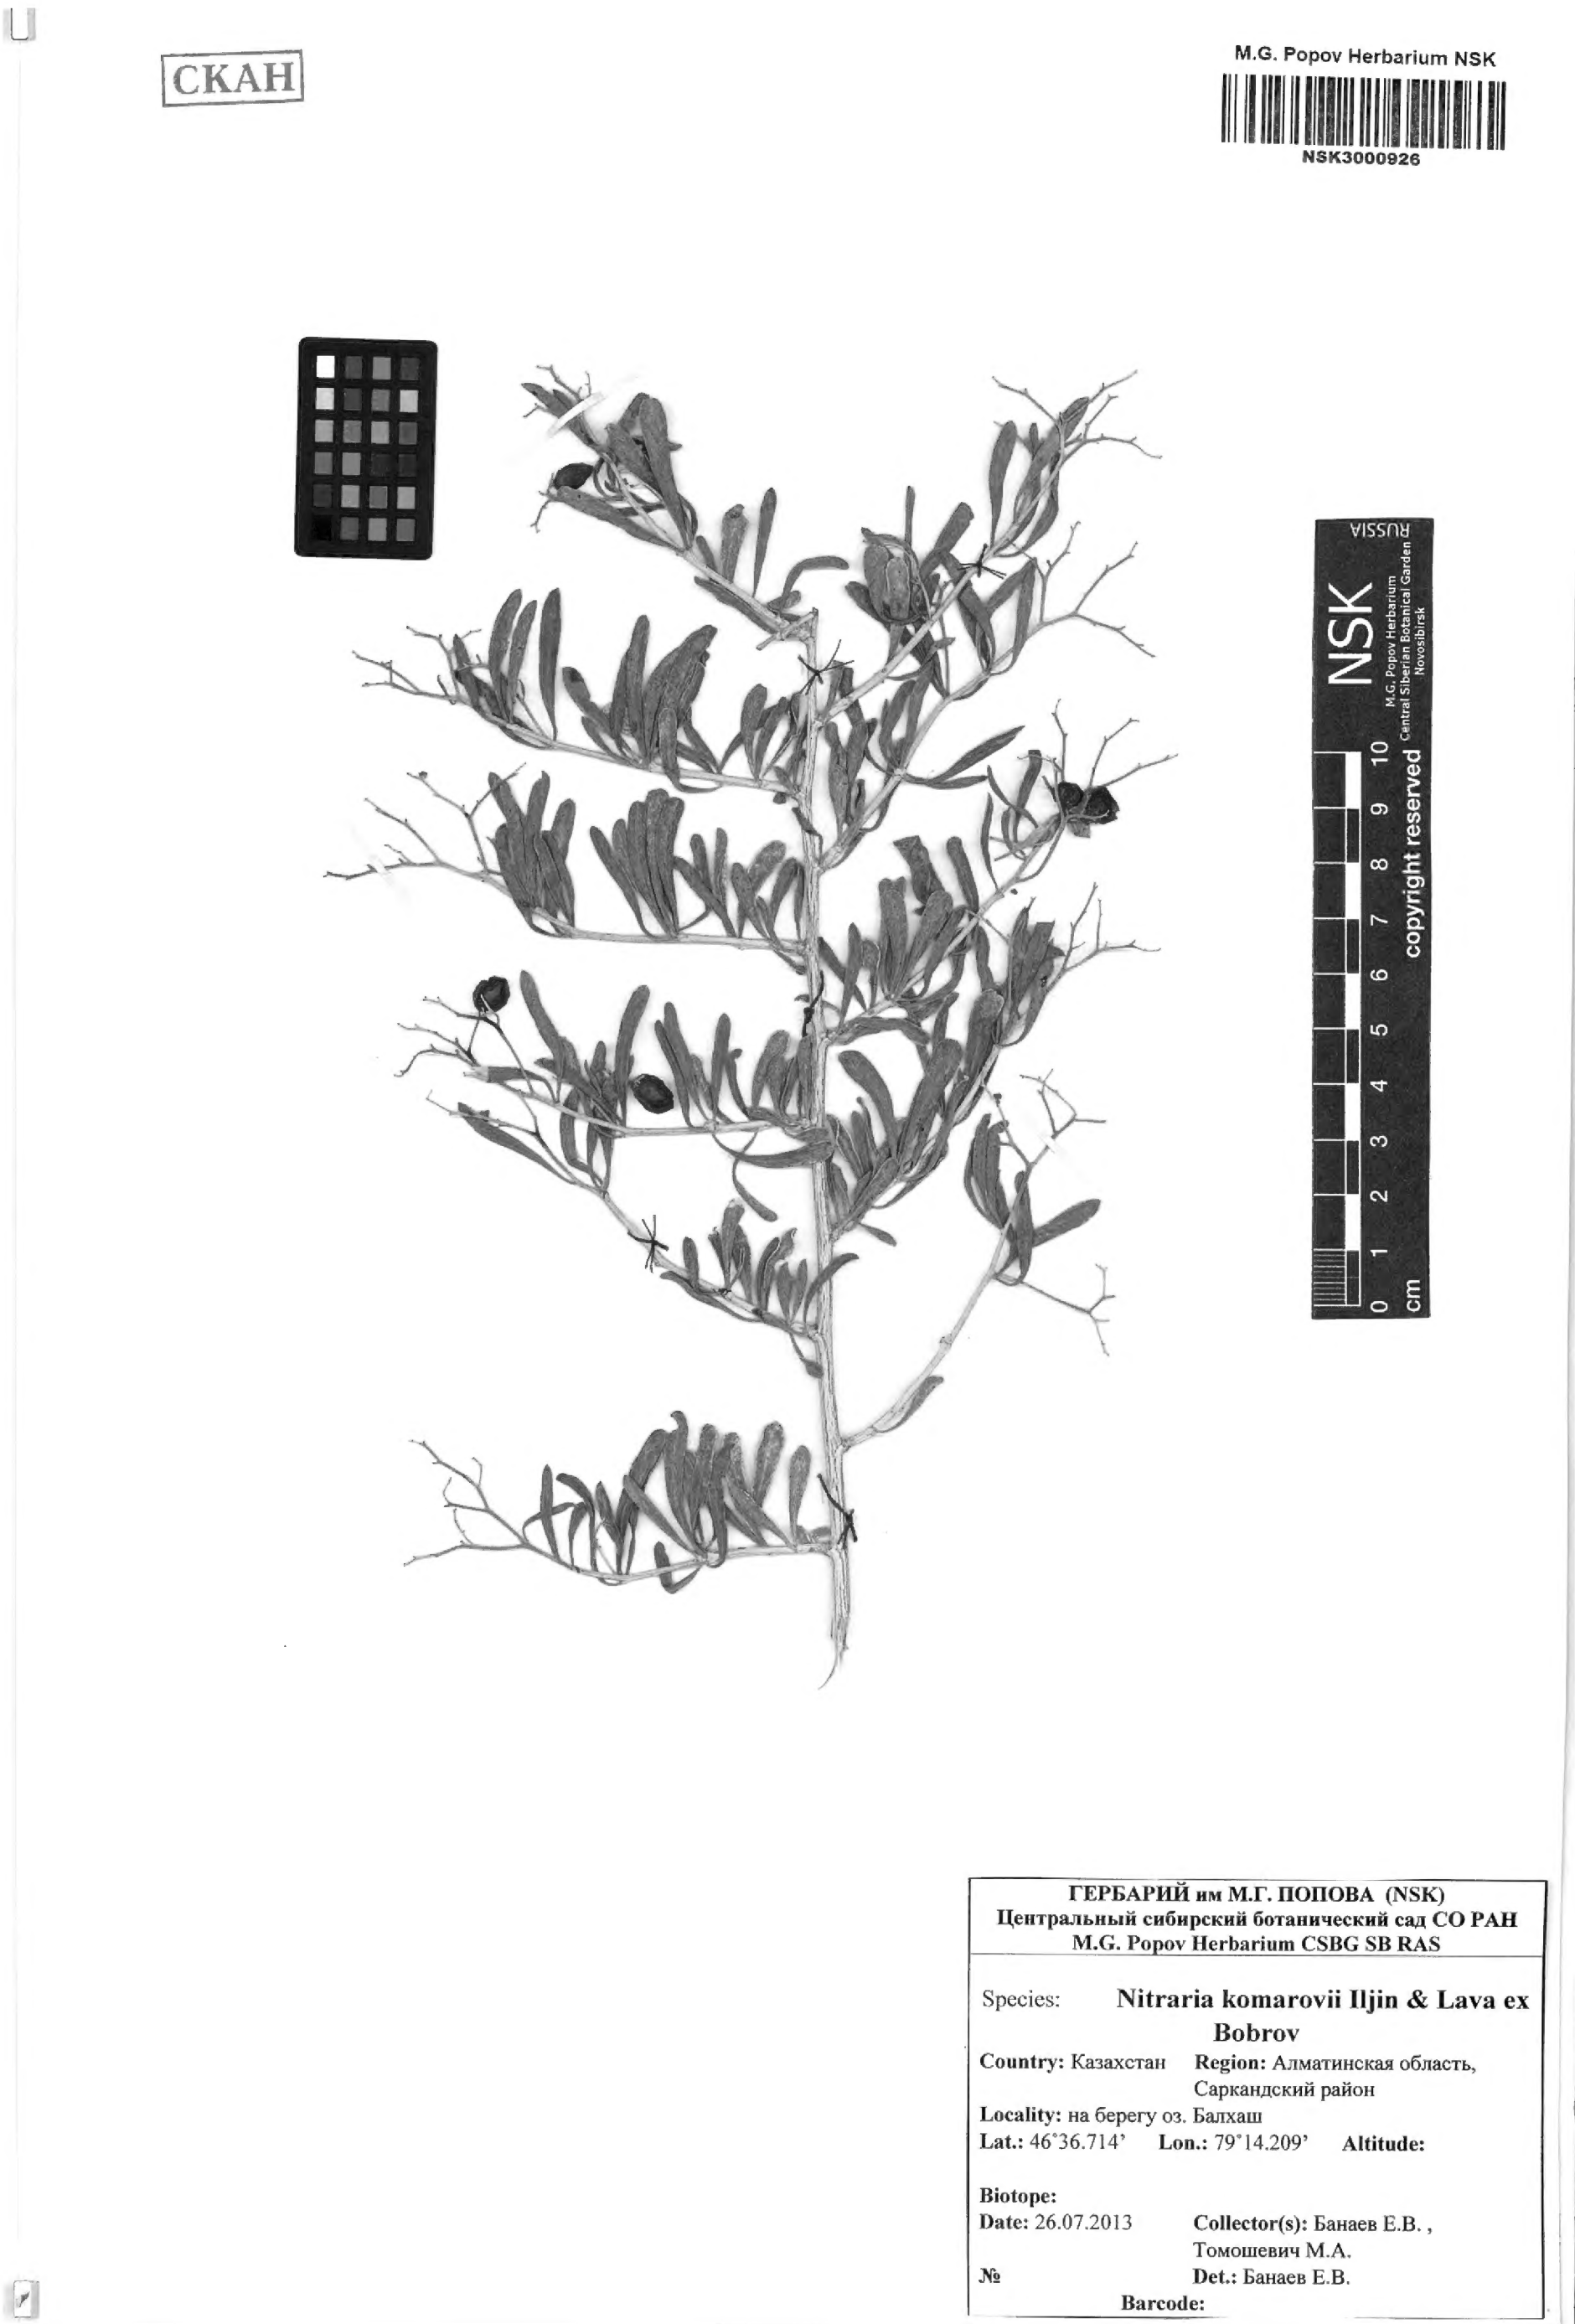 СКАН
M.G. Popov Herbarium NSK
NSK3000926
NSK
M.G. Popov Herbarium
Central Siberian Botanical Garden
Novosibirsk
RUSSIA
copyright reserved
cm
0 1 2 3 4 5 6 7 8 9 10
ГЕРБАРИЙ им М.Г. ПОПОВА (NSK)
Центральный сибирский ботанический сад СО РАН
M.G. Popov Herbarium CSBG SB RAS
Species: Nitraria komarovii Iljin & Lava ex
Bobrov
Country: Казахстан Region: Алматинская область,
Саркандский район
Locality: на берегу оз. Балхаш
Lat.: 46°36.714’ Lon.: 79°14.209’ Altitude:
Biotope:
Date: 26.07.2013 Collector(s): Банаев Е.В. ,
Томошевич М.А.
№ Det.: Банаев Е.В.
Barcode: